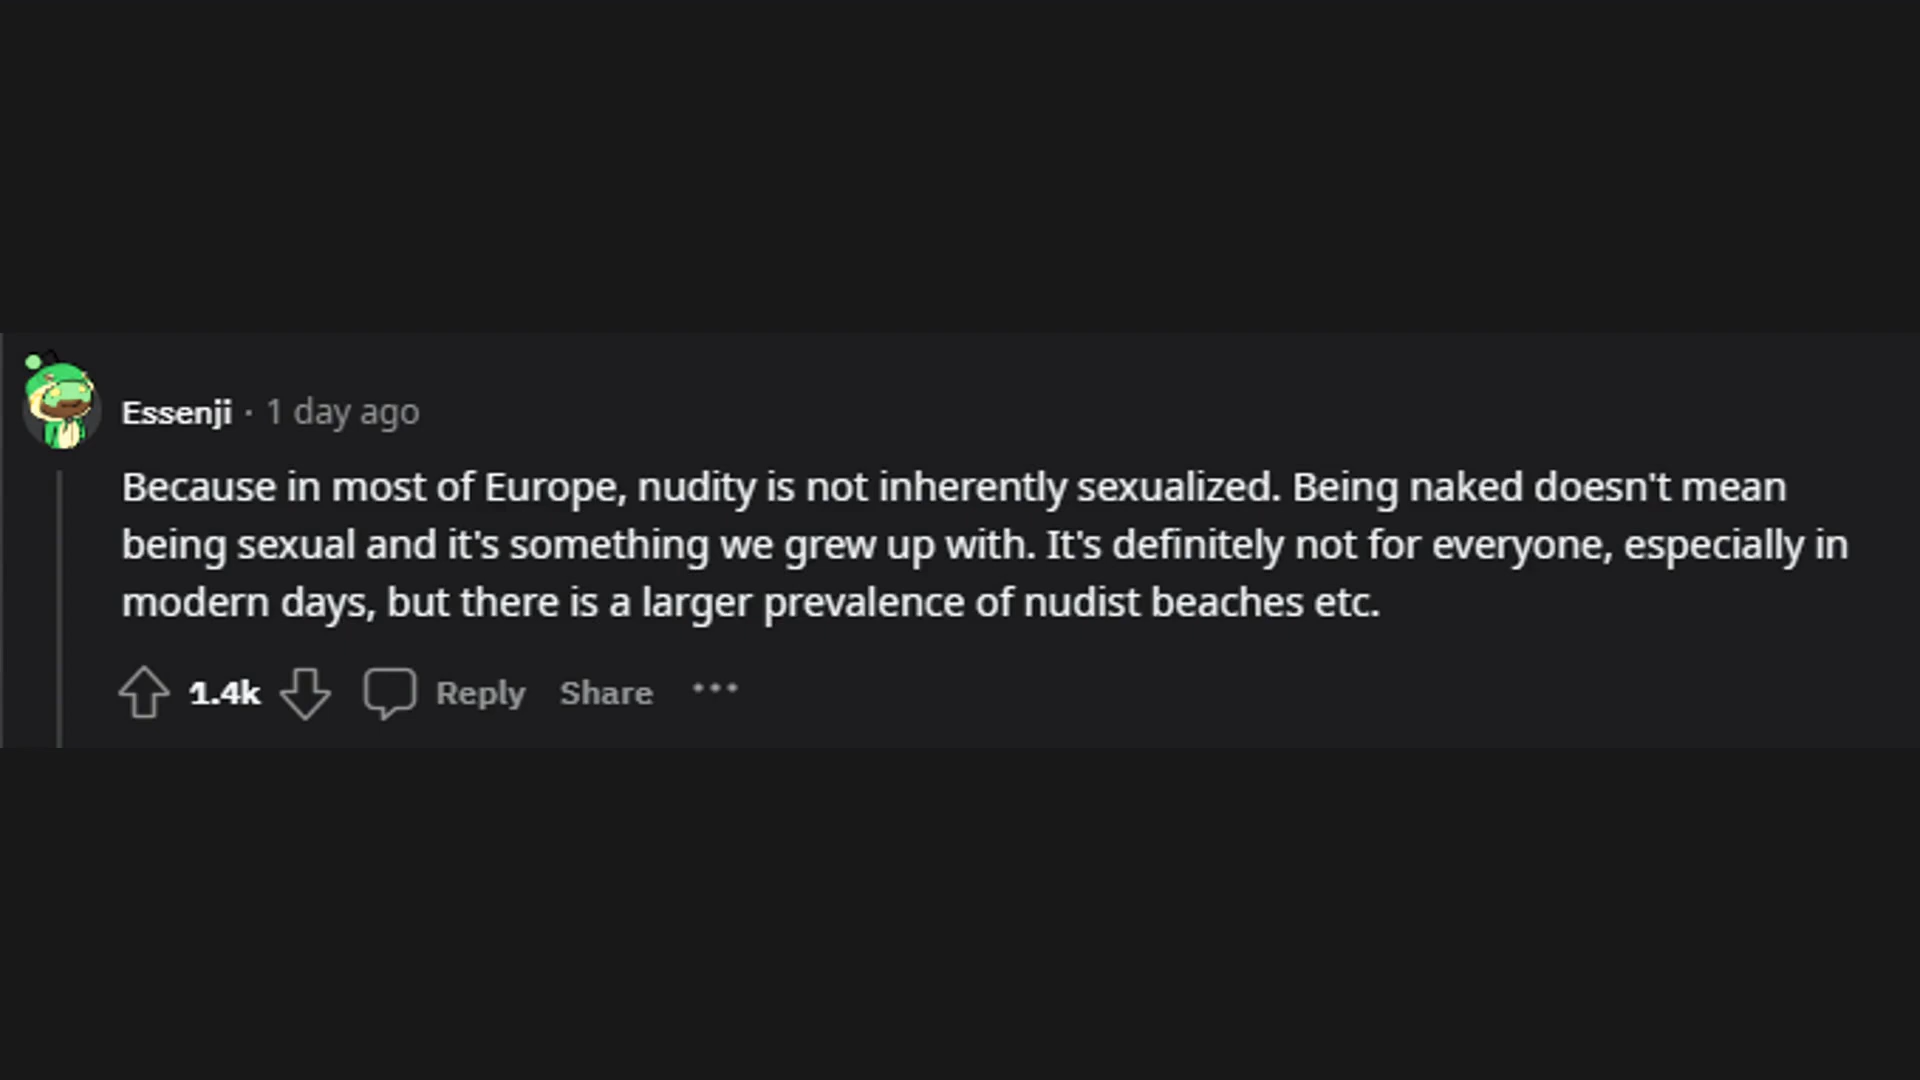 Essenji · 1 day ago
Because in most of Europe, nudity is not inherently sexualized. Being naked doesn't mean
being sexual and it's something we grew up with. It's definitely not for everyone, especially in
modern days, but there is a larger prevalence of nudist beaches etc.
1.4k Reply Share ···